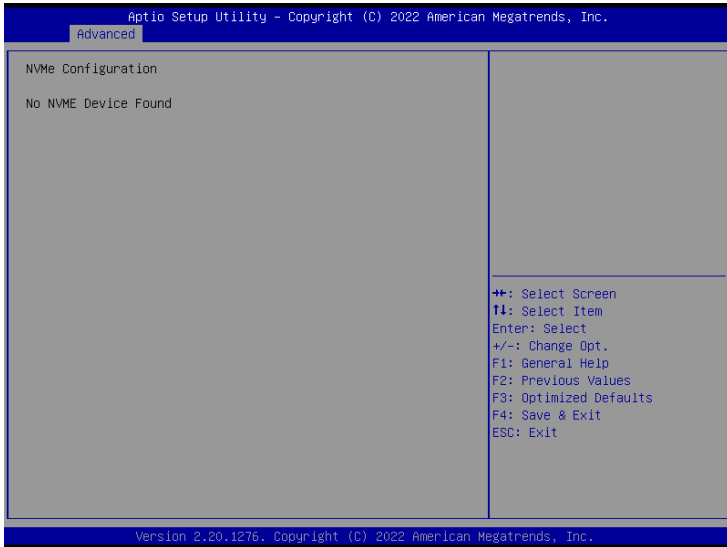 Aptio Setup Utility – Copyright (C) 2022 American Megatrends, Inc.
Advanced
NVMe Configuration
No NVME Device Found
→←: Select Screen
↑↓: Select Item
Enter: Select
+/-: Change Opt.
F1: General Help
F2: Previous Values
F3: Optimized Defaults
F4: Save & Exit
ESC: Exit
Version 2.20.1276. Copyright (C) 2022 American Megatrends, Inc.